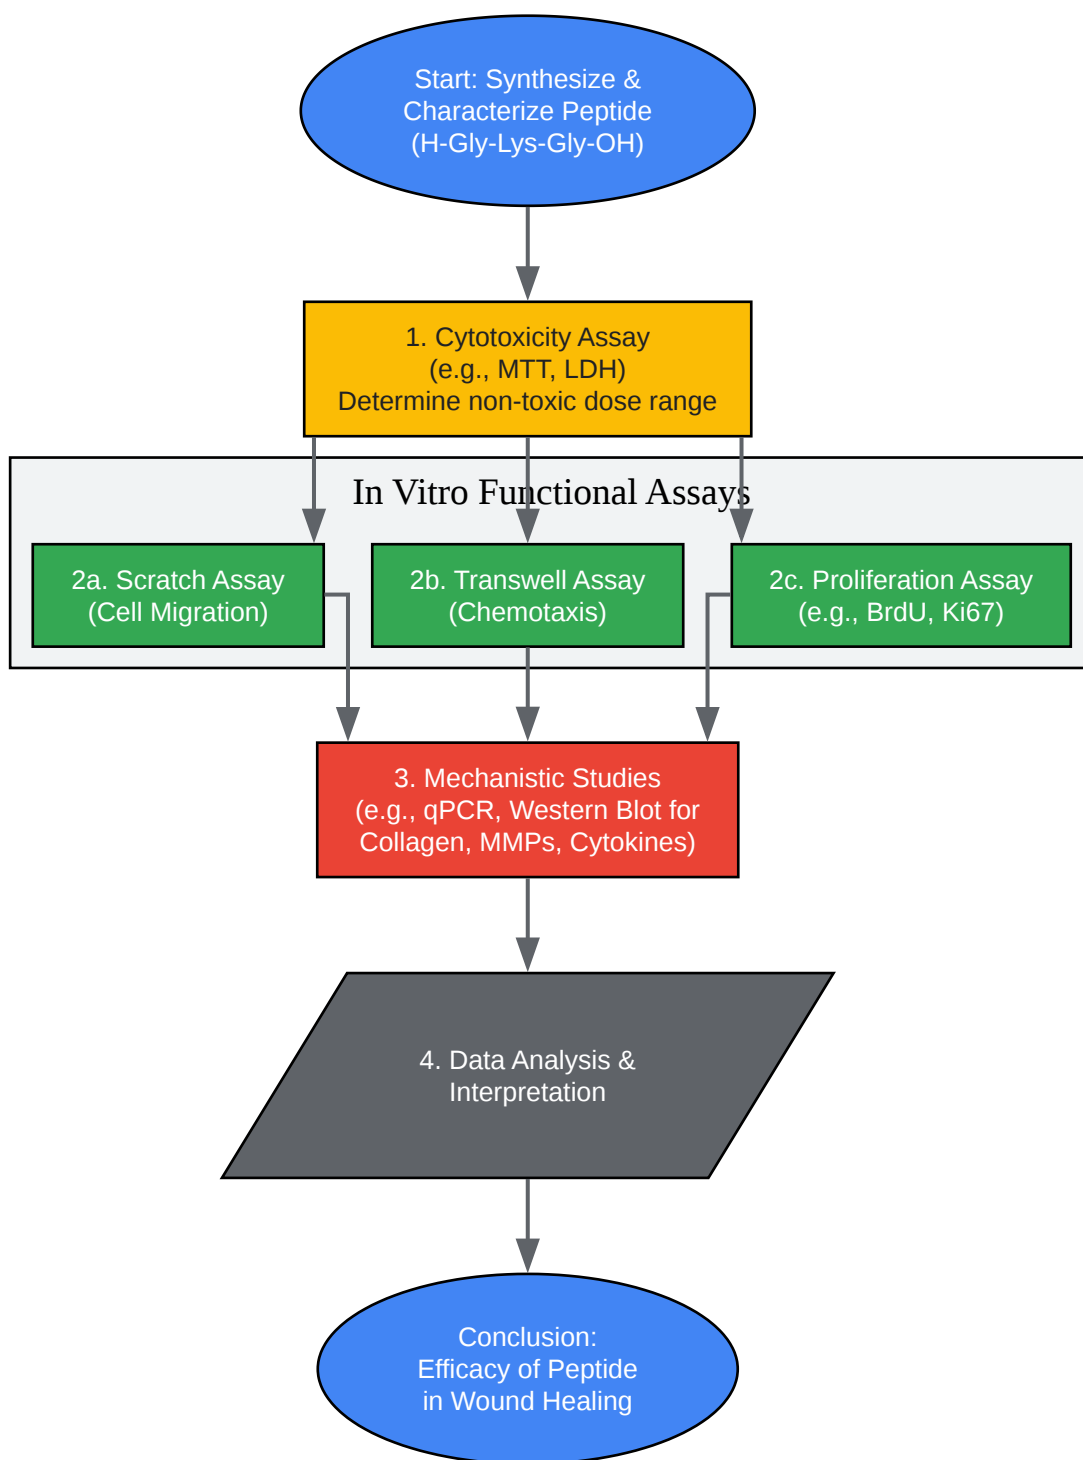 Start: Synthesize &
Characterize Peptide
(H-Gly-Lys-Gly-OH)
1. Cytotoxicity Assay
(e.g., MTT, LDH)
Determine non-toxic dose range
In Vitro Functional Assays
2a. Scratch Assay
(Cell Migration)
2b. Transwell Assay
(Chemotaxis)
2c. Proliferation Assay
(e.g., BrdU, Ki67)
3. Mechanistic Studies
(e.g., qPCR, Western Blot for
Collagen, MMPs, Cytokines)
4. Data Analysis &
Interpretation
Conclusion:
Efficacy of Peptide
in Wound Healing